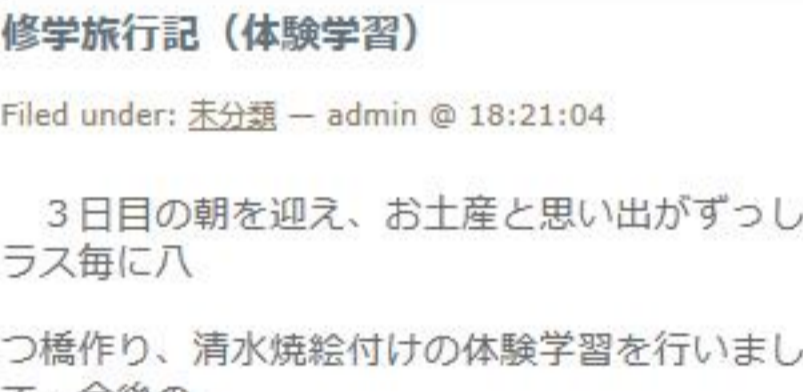 修学旅行記（体験学習）
Filed under: 未分類 — admin @ 18:21:04
３日目の朝を迎え、お土産と思い出がずっし
ラス毎に八
つ橋作り、清水焼絵付けの体験学習を行いまし